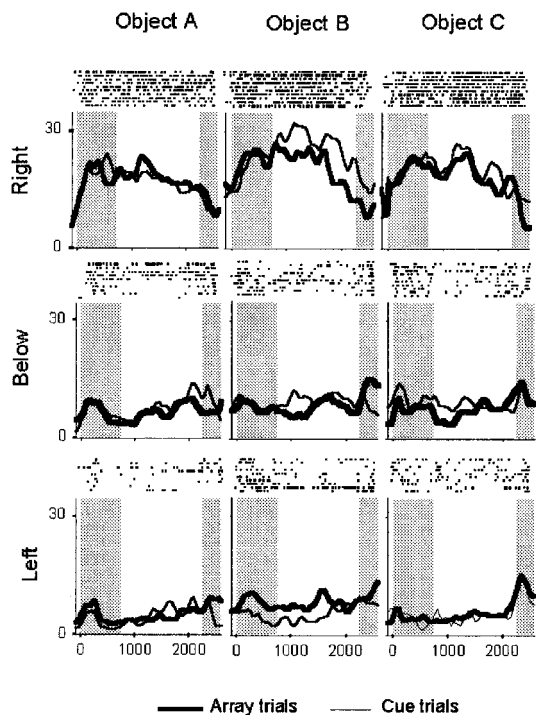 Object A Object B Object C
Right
30
0
Below
30
0
Left
30
0
0 1000 2000 0 1000 2000 0 1000 2000
Array trials Cue trials